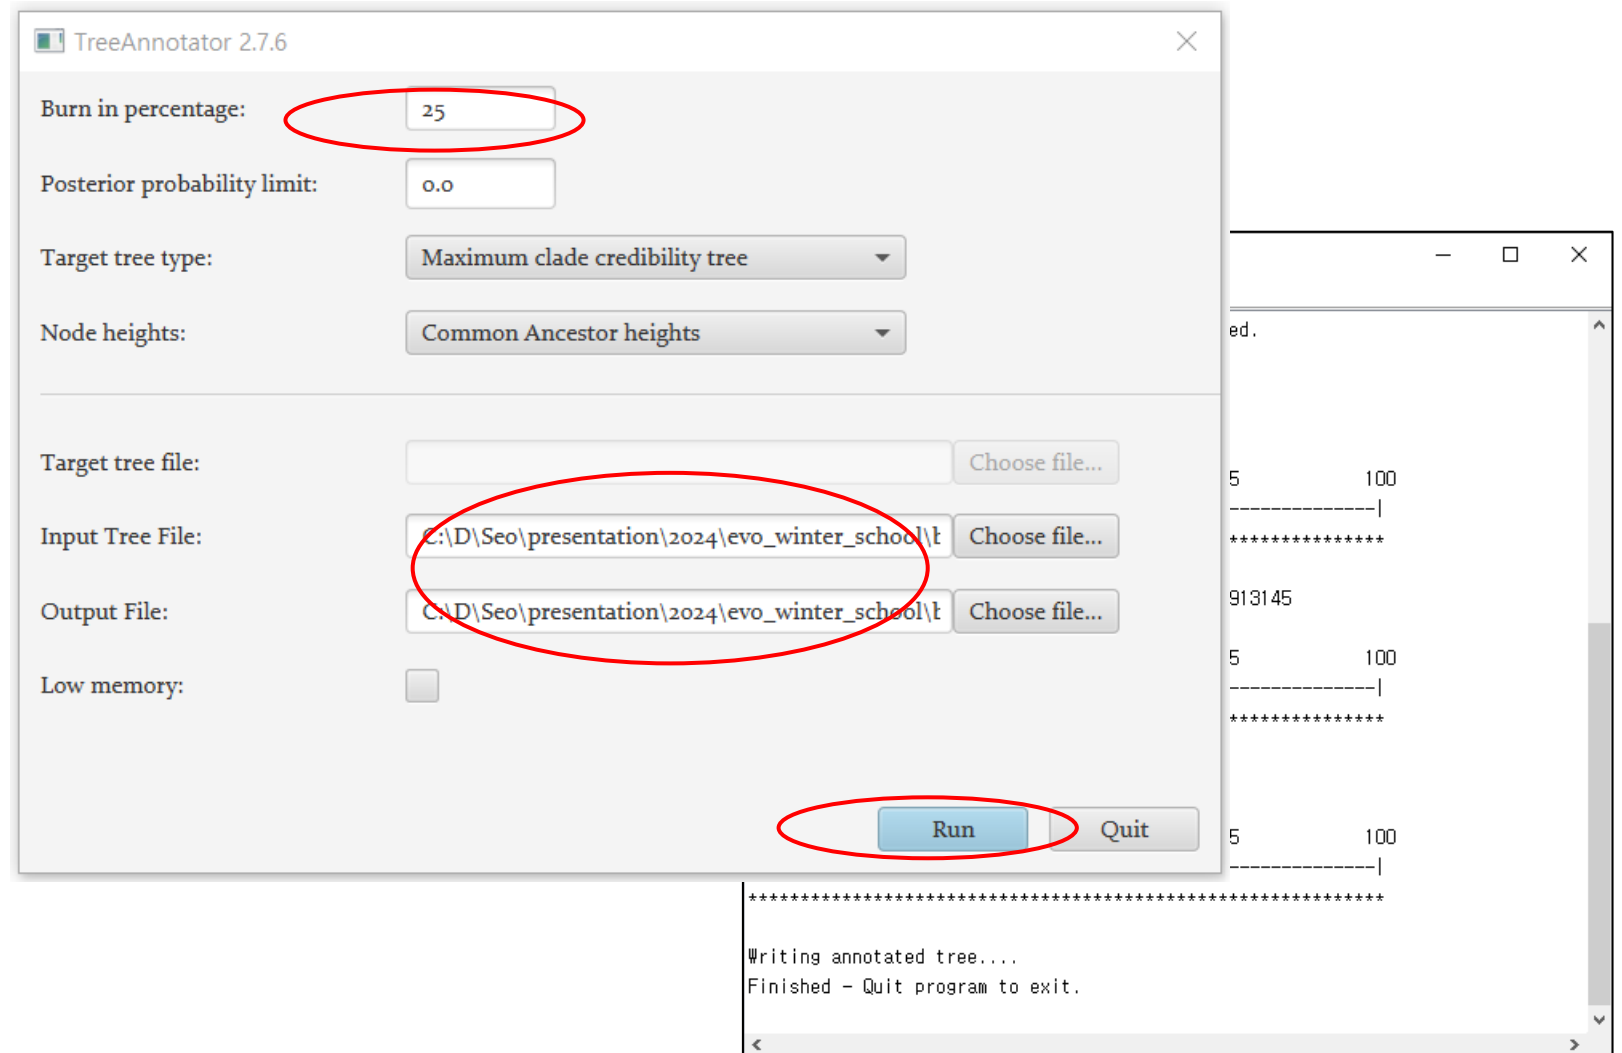 TreeAnnotator 2.7.6
Burn in percentage: 25
Posterior probability limit: 0.0
Target tree type: Maximum clade credibility tree
Node heights: Common Ancestor heights
Target tree file: Choose file...
Input Tree File: C:\D\Seo\presentation\2024\evo_winter_school\b Choose file...
Output File: C:\D\Seo\presentation\2024\evo_winter_school\b Choose file...
Low memory:
Run Quit
ed.
5 100
--------------|
***************
913145
5 100
--------------|
***************
5 100
--------------|
*************************************************************
Writing annotated tree....
Finished - Quit program to exit.